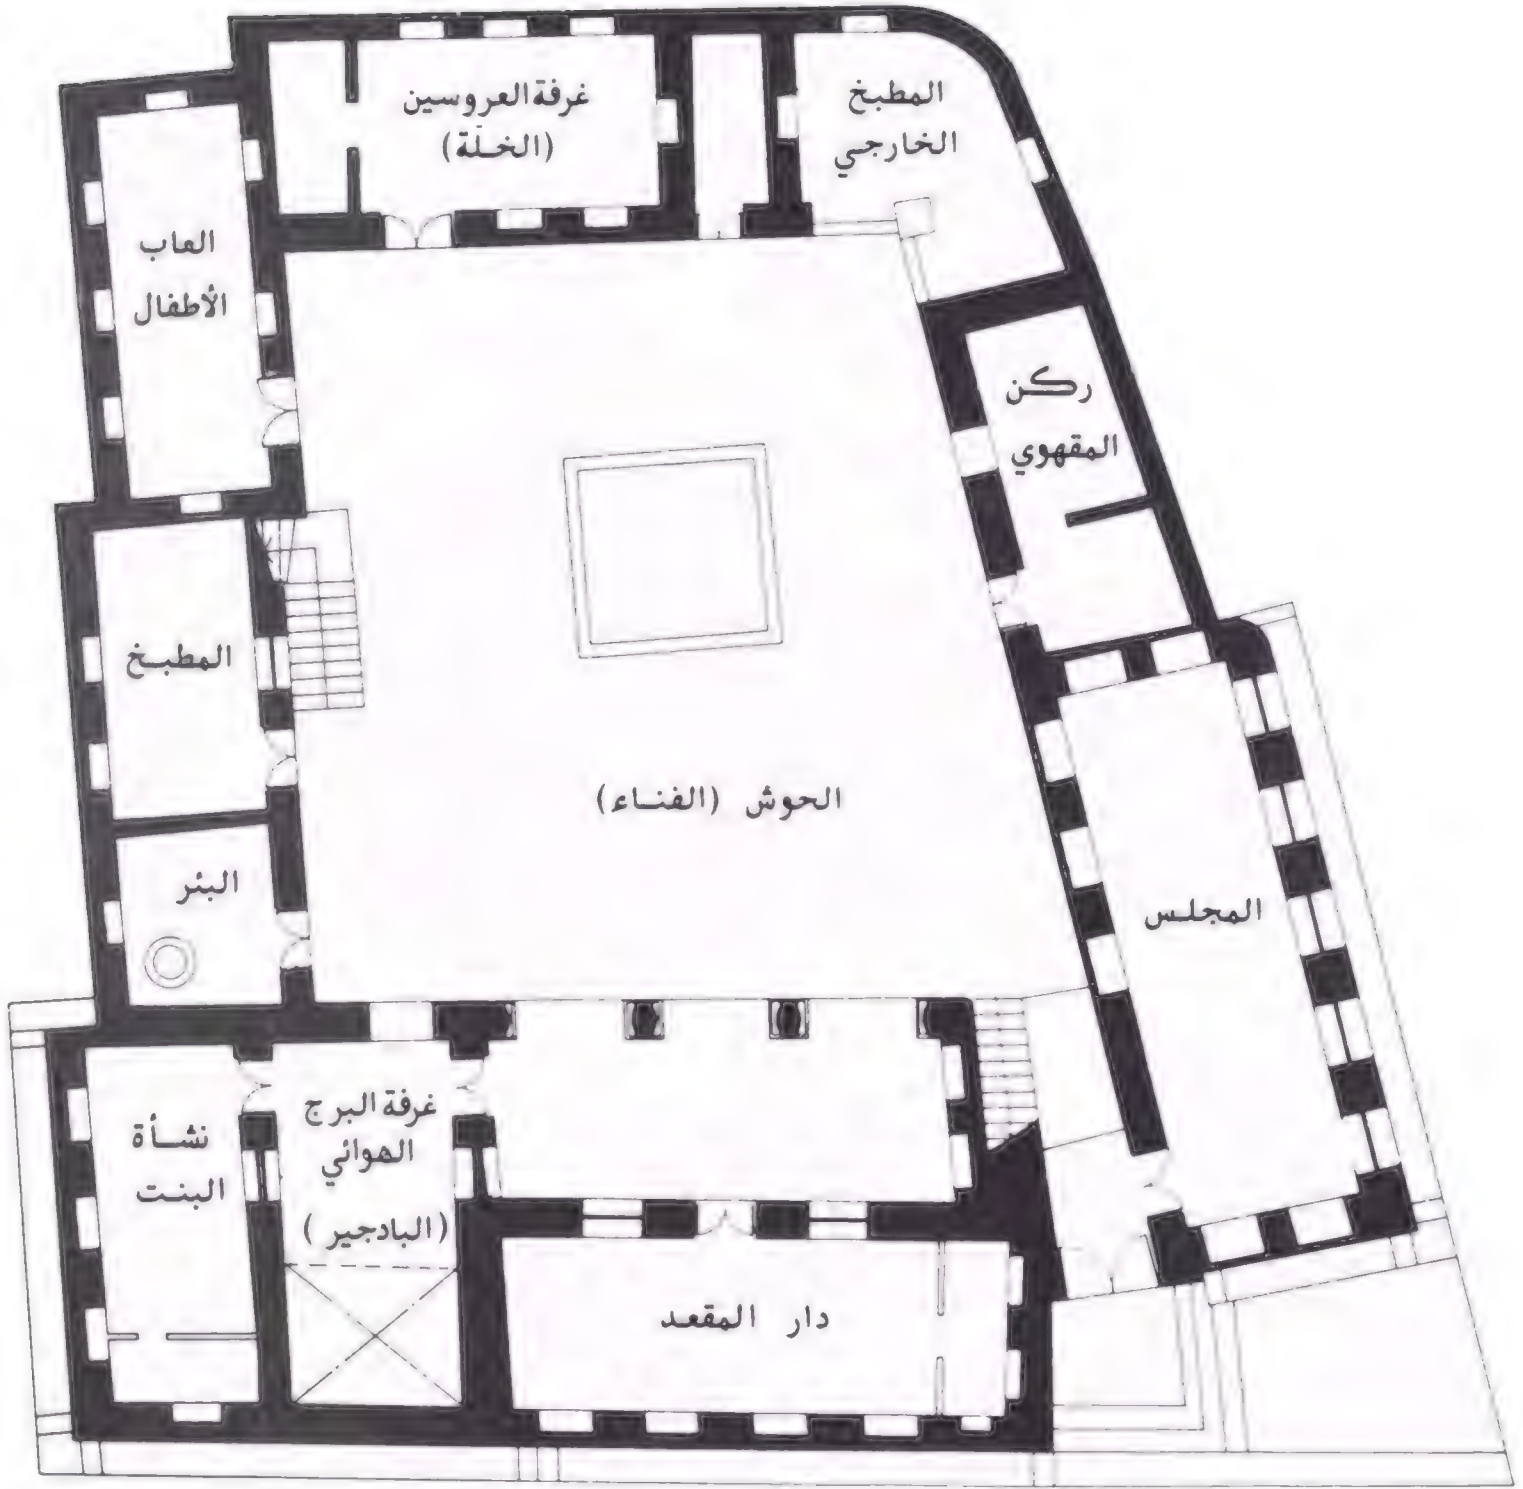 غرفة العروسين
(الخلّة)
المطبخ
الخارجي
العاب
الأطفال
ركن
المقهوي
المطبخ
الحوش (الفناء)
البئر
المجلس
غرفة البرج
الهوائي
(البادجير)
نشأة
البنت
دار المقعد